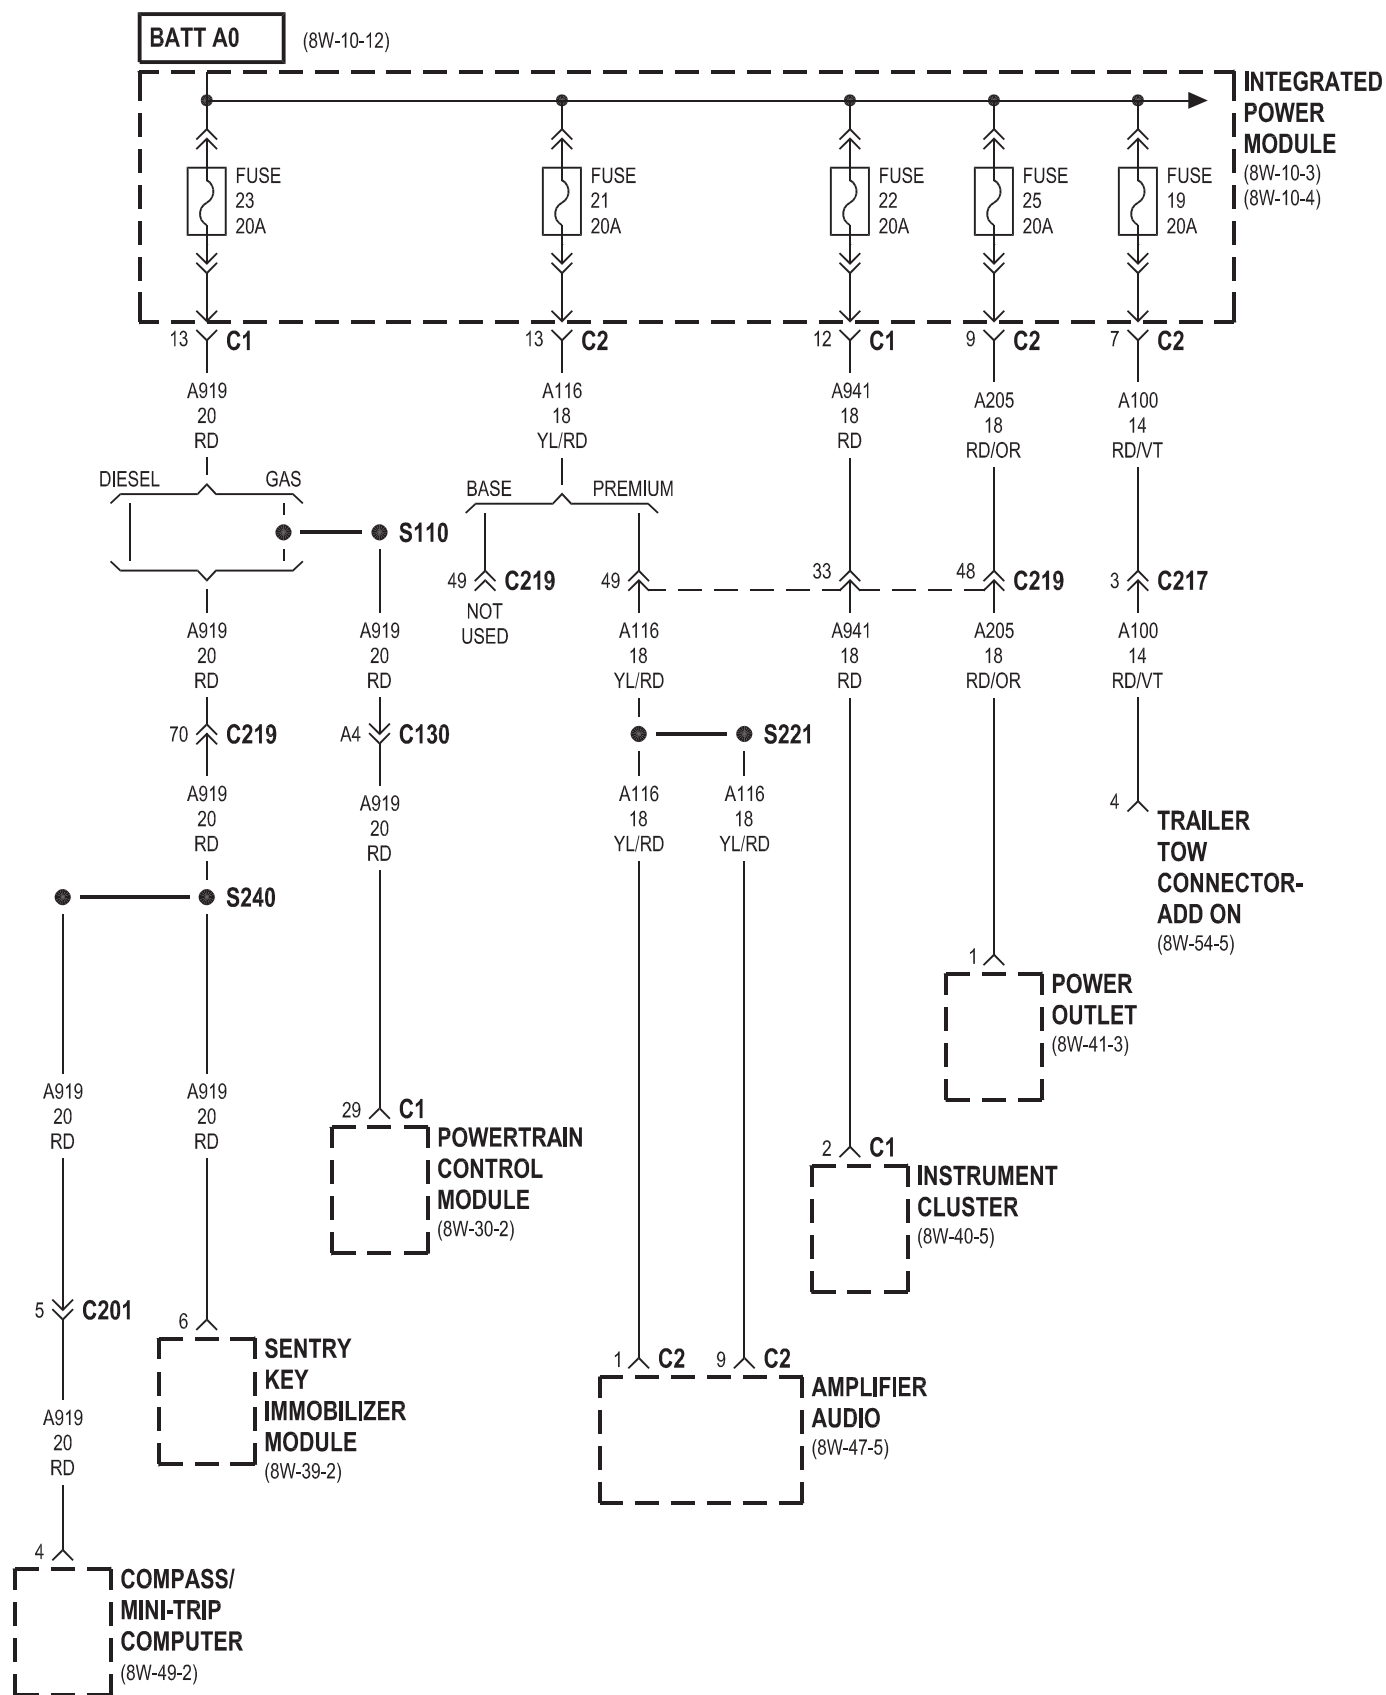 BATT A0
(8W-10-12)
INTEGRATED
POWER
MODULE
(8W-10-3)
(8W-10-4)
FUSE
23
20A
FUSE
21
20A
FUSE
22
20A
FUSE
25
20A
FUSE
19
20A
13 C1
13 C2
12 C1
9 C2
7 C2
A919
20
RD
A116
18
YL/RD
A941
18
RD
A205
18
RD/OR
A100
14
RD/VT
DIESEL
GAS
BASE
PREMIUM
S110
49 C219
NOT
USED
49
33
48 C219
3 C217
A919
20
RD
A919
20
RD
A116
18
YL/RD
A941
18
RD
A205
18
RD/OR
A100
14
RD/VT
70 C219
A4 C130
S221
A919
20
RD
A919
20
RD
A116
18
YL/RD
A116
18
YL/RD
4
TRAILER
TOW
CONNECTOR-
ADD ON
(8W-54-5)
S240
1
POWER
OUTLET
(8W-41-3)
A919
20
RD
A919
20
RD
29 C1
POWERTRAIN
CONTROL
MODULE
(8W-30-2)
2 C1
INSTRUMENT
CLUSTER
(8W-40-5)
5 C201
6
SENTRY
KEY
IMMOBILIZER
MODULE
(8W-39-2)
1 C2
9 C2
AMPLIFIER
AUDIO
(8W-47-5)
A919
20
RD
4
COMPASS/
MINI-TRIP
COMPUTER
(8W-49-2)